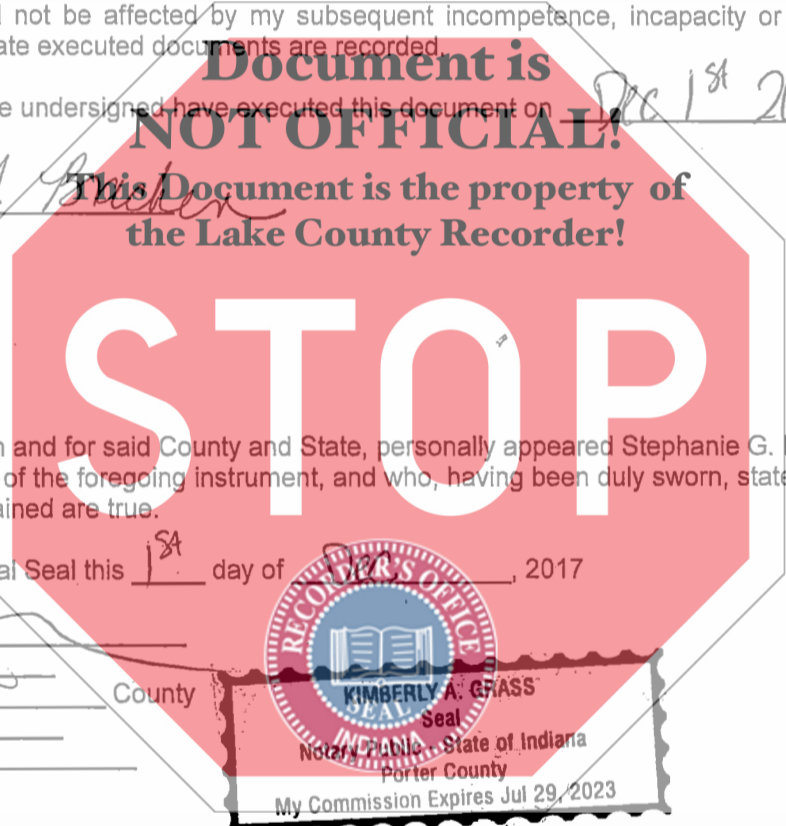 not be affected by my subsequent incompetence, incapacity or
ate executed documents are recorded.
Document is
e undersigned have executed this document on Dec 1st 20
NOT OFFICIAL!
This Document is the property of
Bracken
the Lake County Recorder!
STOP
and for said County and State, personally appeared Stephanie G.
of the foregoing instrument, and who, having been duly sworn, state
ained are true.
al Seal this 1st day of Dec, 2017
RECORDER'S OFFICE
SEAL
INDIANA
County
KIMBERLY A. GRASS
Seal
Notary Public - State of Indiana
Porter County
My Commission Expires Jul 29, 2023